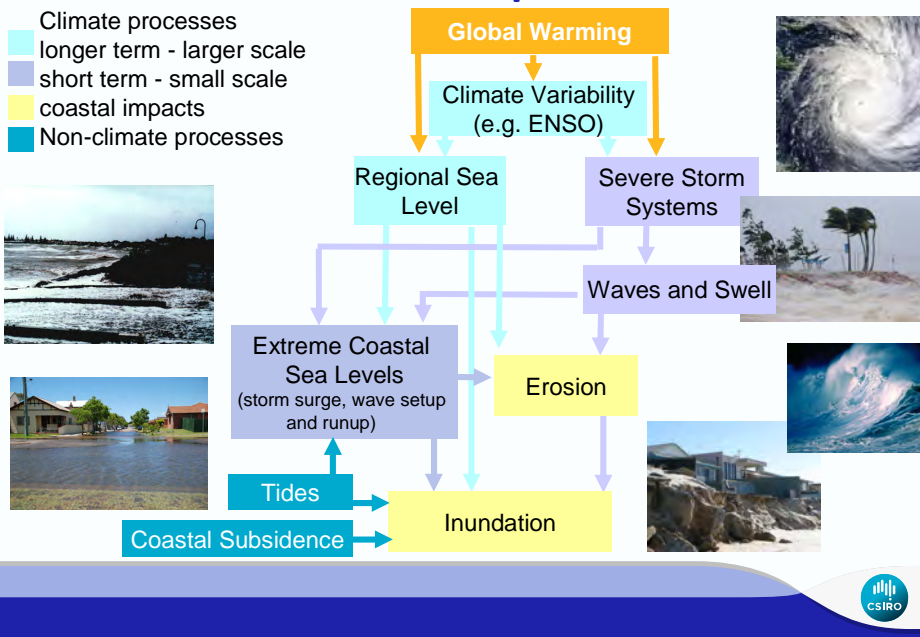 Climate processes
longer term - larger scale
short term - small scale
coastal impacts
Non-climate processes
Global Warming
Climate Variability
(e.g. ENSO)
Regional Sea
Level
Severe Storm
Systems
Waves and Swell
Extreme Coastal
Sea Levels
(storm surge, wave setup
and runup)
Erosion
Tides
Inundation
Coastal Subsidence
CSIRO